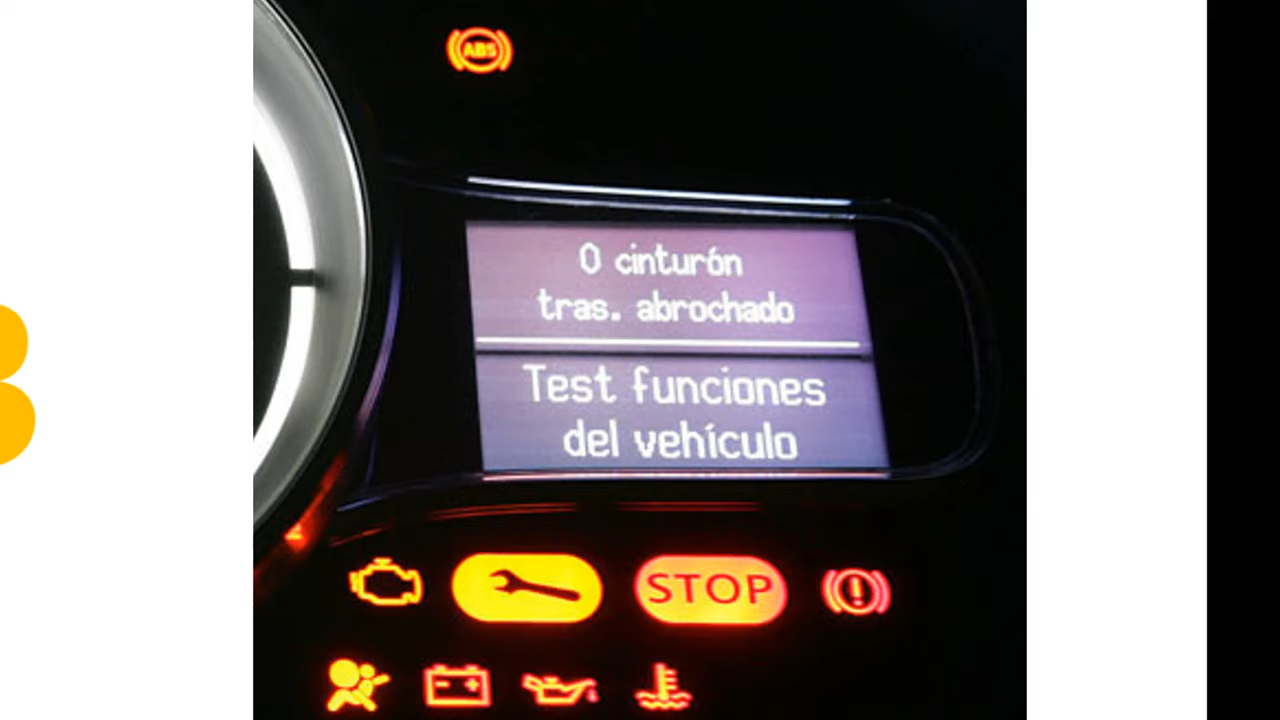 ABS
0 cinturón
tras. abrochado
Test funciones
del vehículo
STOP